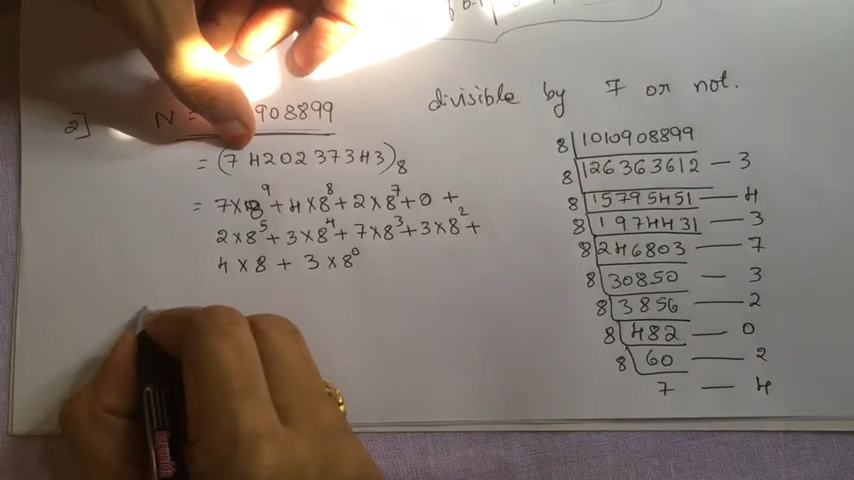 divisible by 7 or not.
2] N = 908899
= (7 4202 37343)₈
= 7×8⁹ + 4×8⁸ + 2×8⁷ + 0 +
2×8⁵ + 3×8⁴ + 7×8³ + 3×8² +
4×8 + 3×8⁰
8 1010908899
8 126363612 — 3
8 15795451 — 4
8 1974431 — 3
8 246803 — 7
8 30850 — 3
8 3856 — 2
8 482 — 0
8 60 — 2
7 — 4